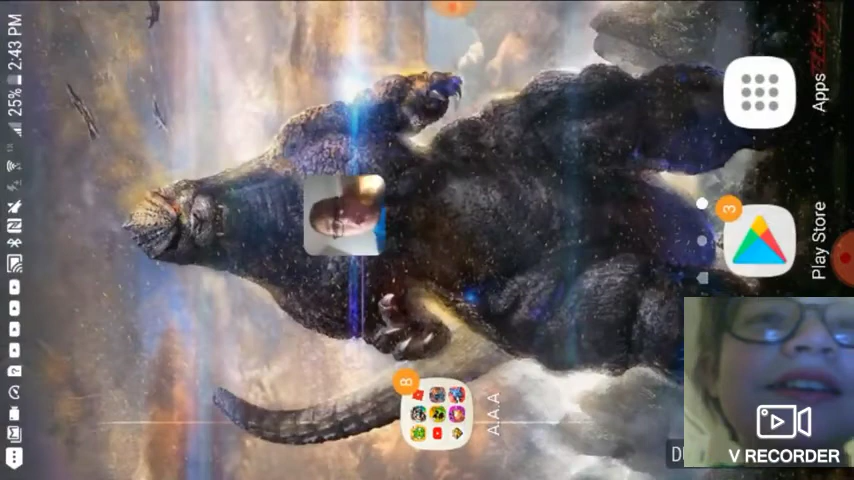 25% 2:43 PM
Apps
3
Play Store
8
A.A.A
V RECORDER